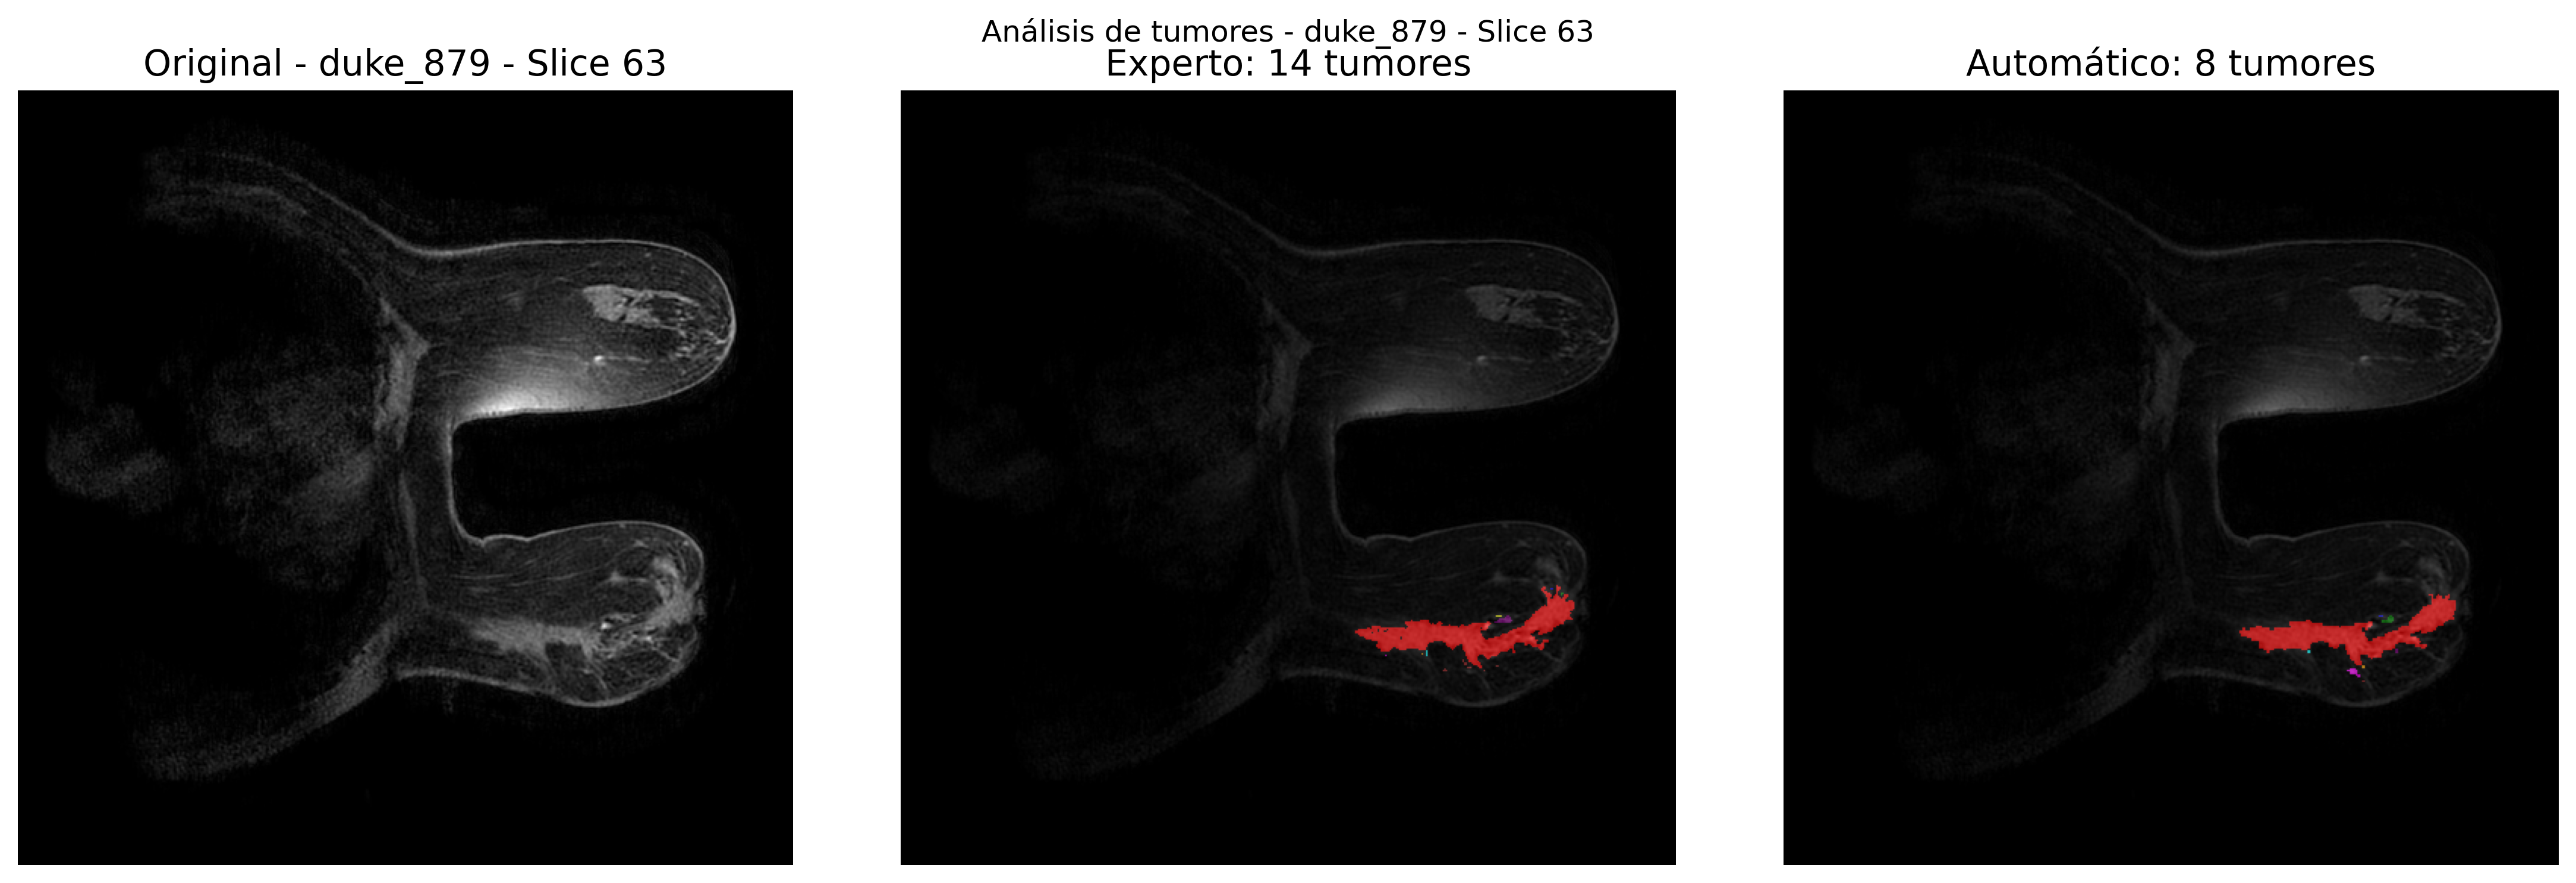 Análisis de tumores - duke_879 - Slice 63
Original - duke_879 - Slice 63
Experto: 14 tumores
Automático: 8 tumores